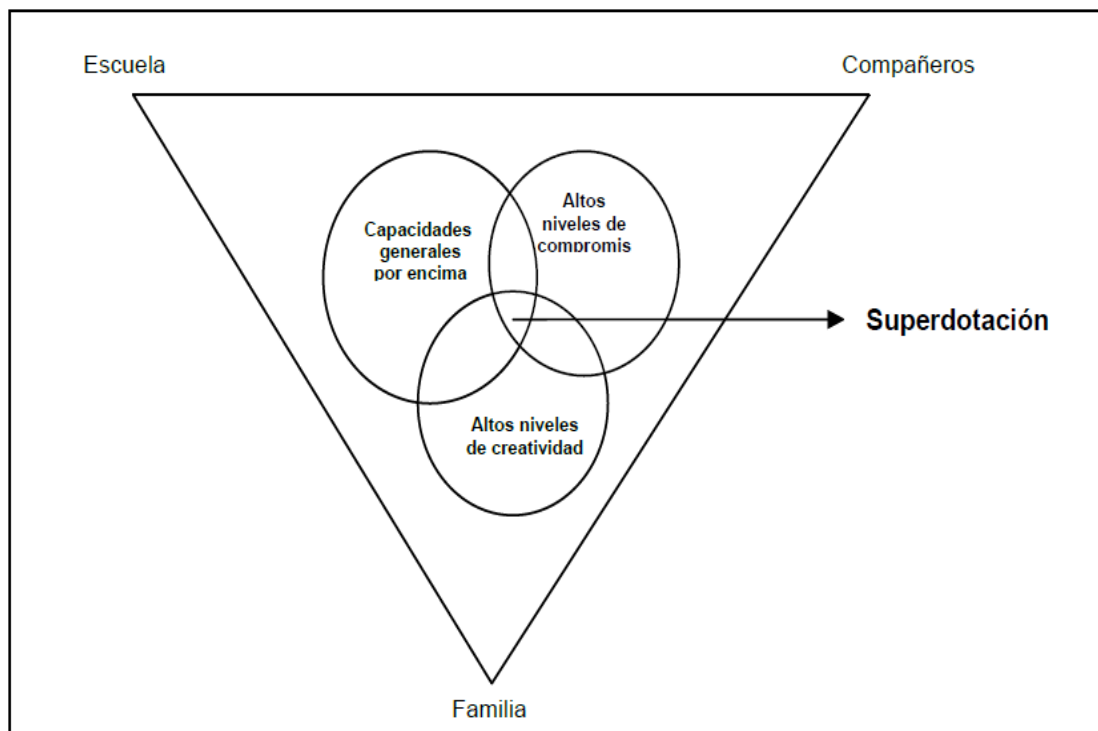 Escuela
Compañeros
Capacidades
generales
por encima
Altos
niveles de
compromis
Superdotación
Altos niveles
de creatividad
Familia